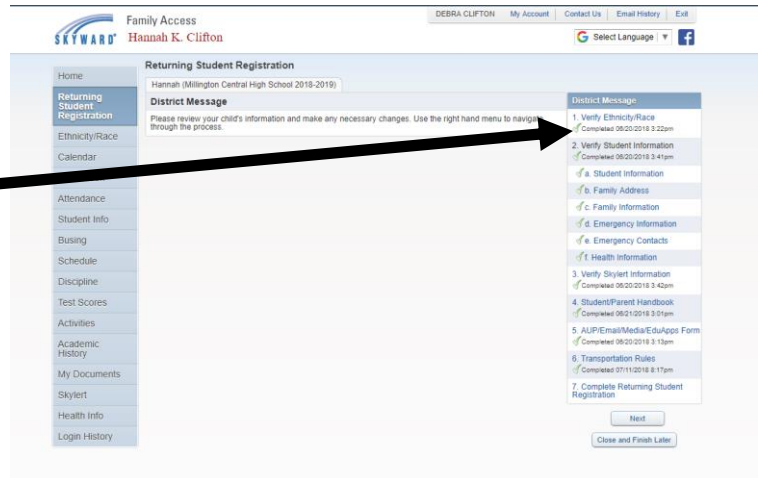 DEBRA CLIFTON My Account Contact Us Email History Exit
Family Access
SKYWARD® Hannah K. Clifton
Select Language ▼
Home
Returning
Student
Registration
Ethnicity/Race
Calendar
Attendance
Student Info
Busing
Schedule
Discipline
Test Scores
Activities
Academic
History
My Documents
Skylert
Health Info
Login History
Returning Student Registration
Hannah (Millington Central High School 2018-2019)
District Message
Please review your child's information and make any necessary changes. Use the right hand menu to navigate
through the process.
District Message
1. Verify Ethnicity/Race
Completed 06/20/2018 3:22pm
2. Verify Student Information
Completed 06/20/2018 3:41pm
a. Student Information
b. Family Address
c. Family Information
d. Emergency Information
e. Emergency Contacts
f. Health Information
3. Verify Skylert Information
Completed 06/20/2018 3:42pm
4. Student/Parent Handbook
Completed 06/21/2018 3:01pm
5. AUP/Email/Media/EduApps Form
Completed 06/20/2018 3:13pm
6. Transportation Rules
Completed 07/11/2018 8:17pm
7. Complete Returning Student
Registration
Next
Close and Finish Later